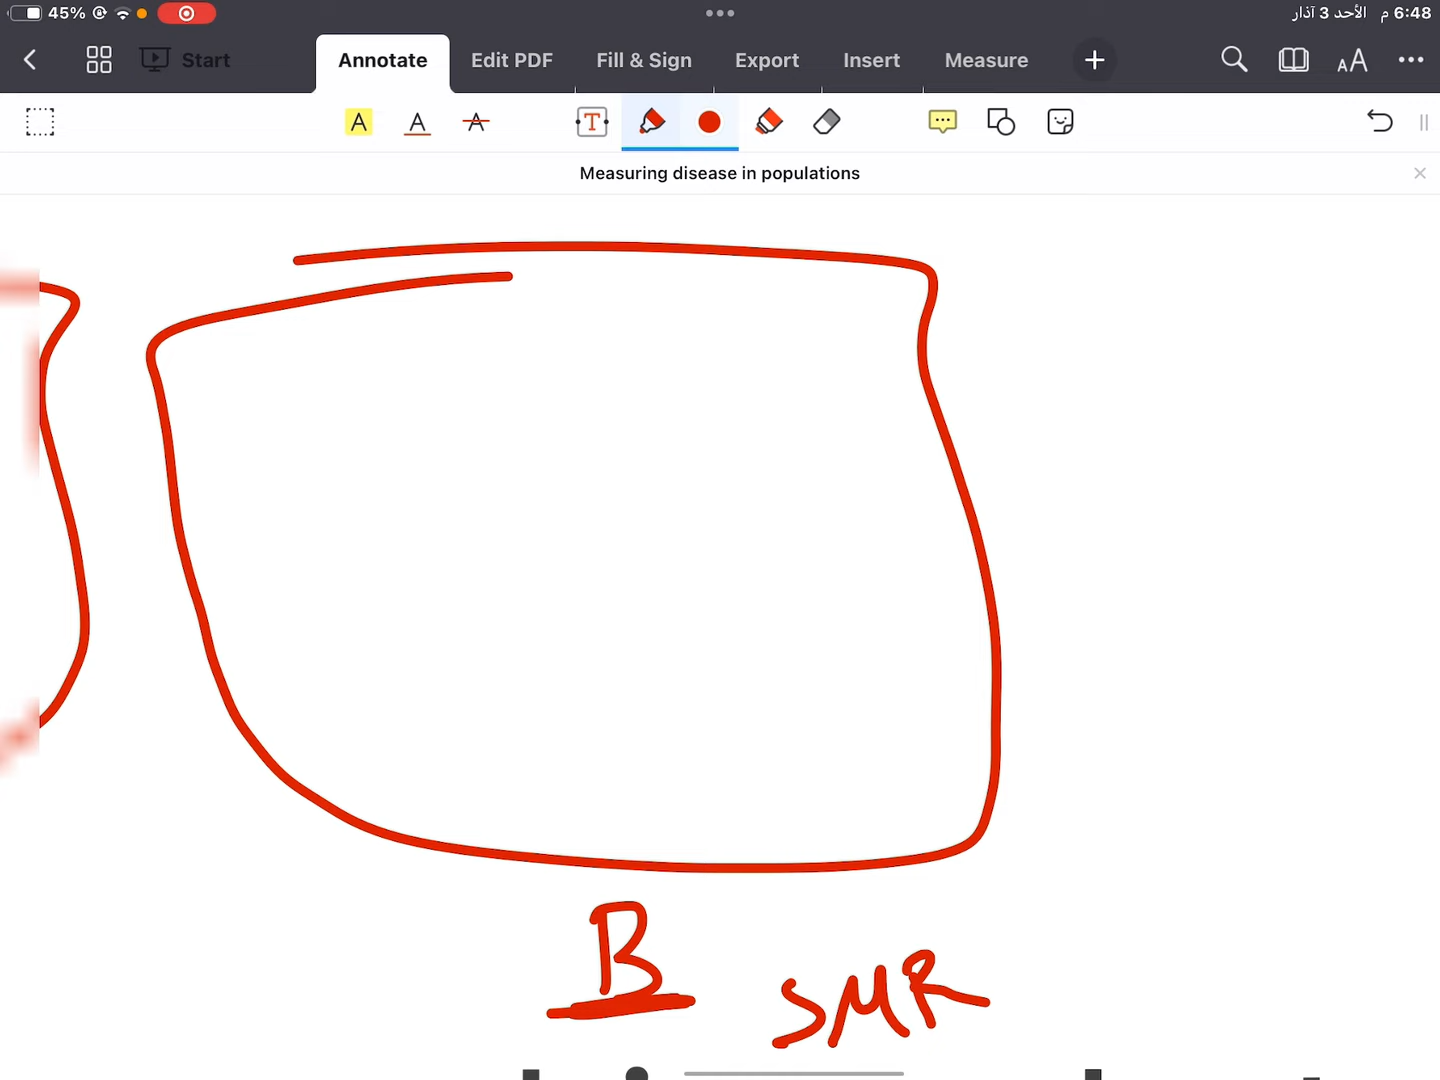 45% 6:48 م الأحد 3 آذار
Start Annotate Edit PDF Fill & Sign Export Insert Measure + AA
A A A T
Measuring disease in populations
B
SMR